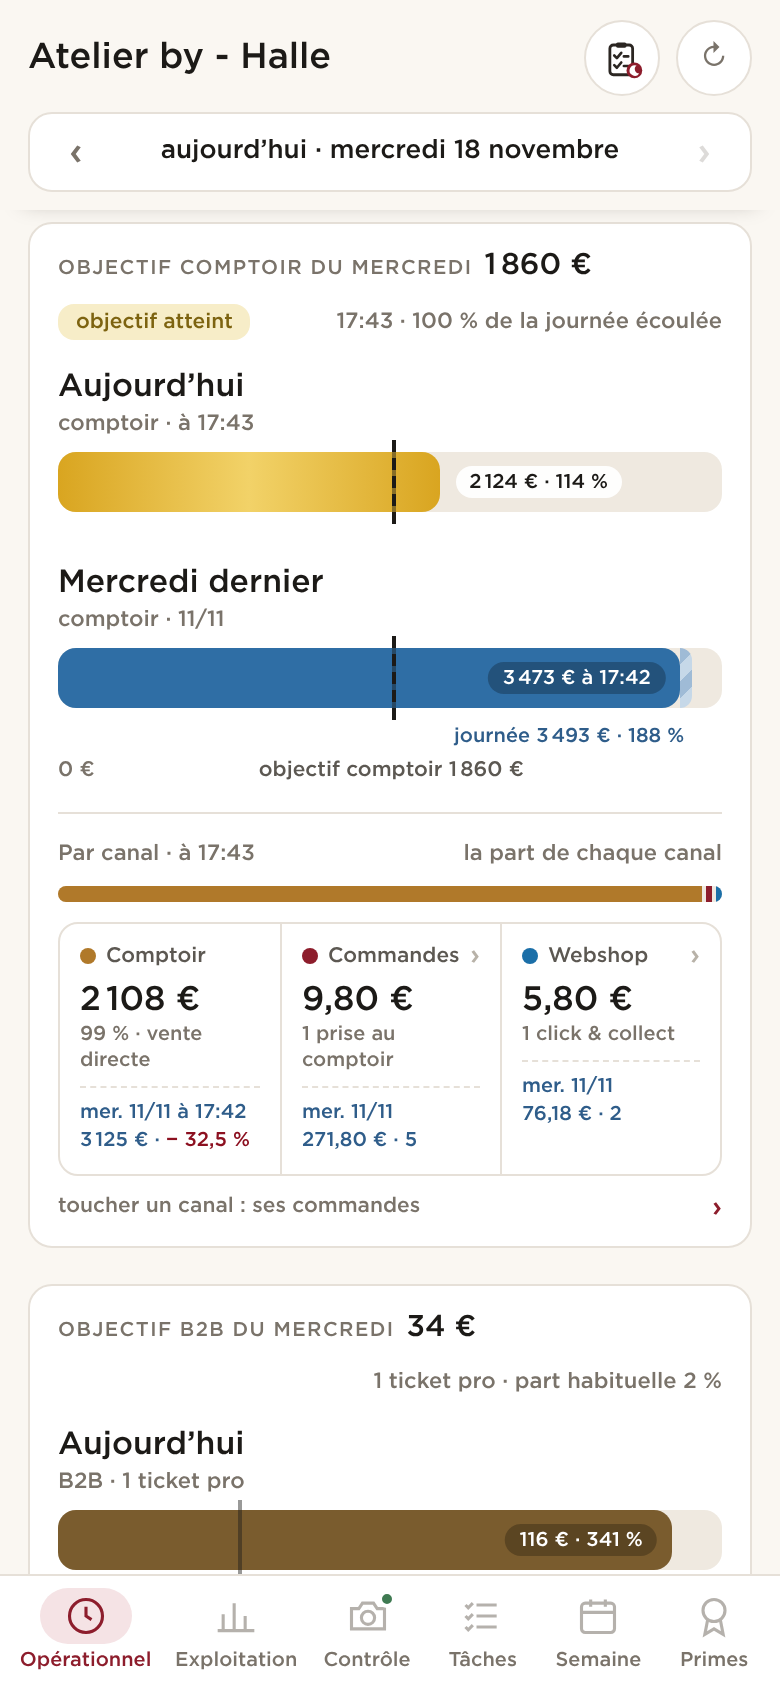 Atelier by - Halle
‹ aujourd’hui · mercredi 18 novembre ›
OBJECTIF COMPTOIR DU MERCREDI 1 860 €
objectif atteint 17:43 · 100 % de la journée écoulée
Aujourd’hui
comptoir · à 17:43
2 124 € · 114 %
Mercredi dernier
comptoir · 11/11
3 473 € à 17:42
journée 3 493 € · 188 %
0 € objectif comptoir 1 860 €
Par canal · à 17:43 la part de chaque canal
Comptoir
2 108 €
99 % · vente
directe
mer. 11/11 à 17:42
3 125 € · − 32,5 %
Commandes ›
9,80 €
1 prise au
comptoir
mer. 11/11
271,80 € · 5
Webshop ›
5,80 €
1 click & collect
mer. 11/11
76,18 € · 2
toucher un canal : ses commandes ›
OBJECTIF B2B DU MERCREDI 34 €
1 ticket pro · part habituelle 2 %
Aujourd’hui
B2B · 1 ticket pro
116 € · 341 %
Opérationnel Exploitation Contrôle Tâches Semaine Primes